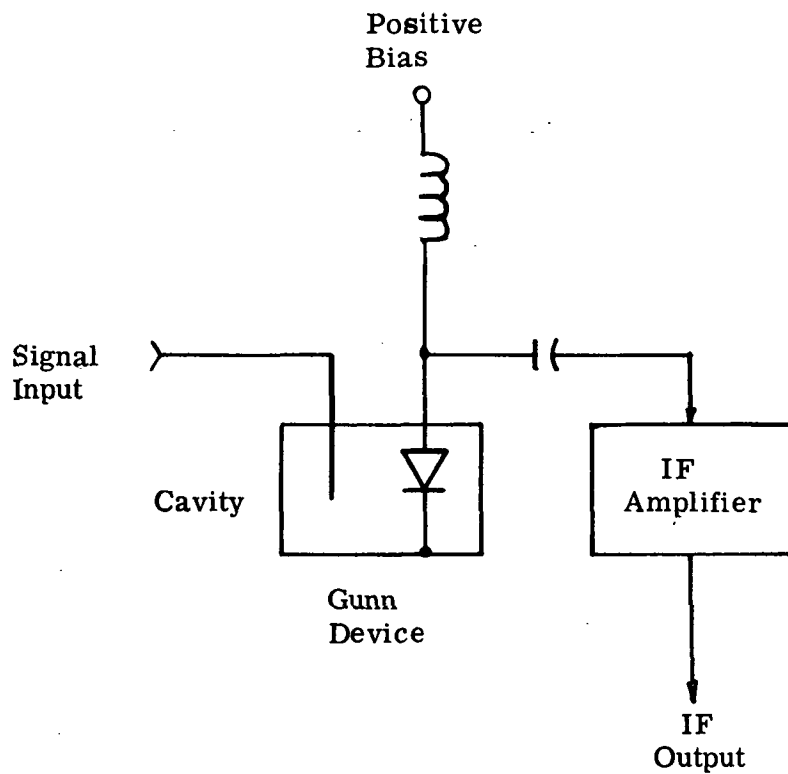 Positive
Bias
Signal
Input
Cavity
IF
Amplifier
Gunn
Device
IF
Output